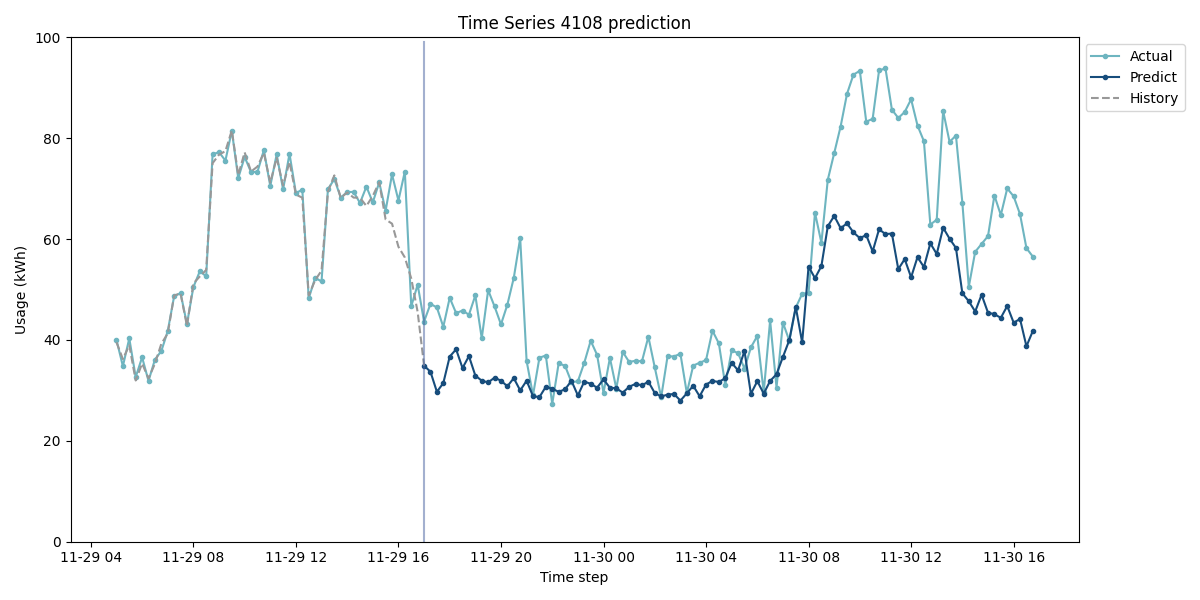 Time Series 4108 prediction
100
80
60
40
20
0
Usage (kWh)
11-29 04
11-29 08
11-29 12
11-29 16
11-29 20
11-30 00
11-30 04
11-30 08
11-30 12
11-30 16
Time step
Actual
Predict
History